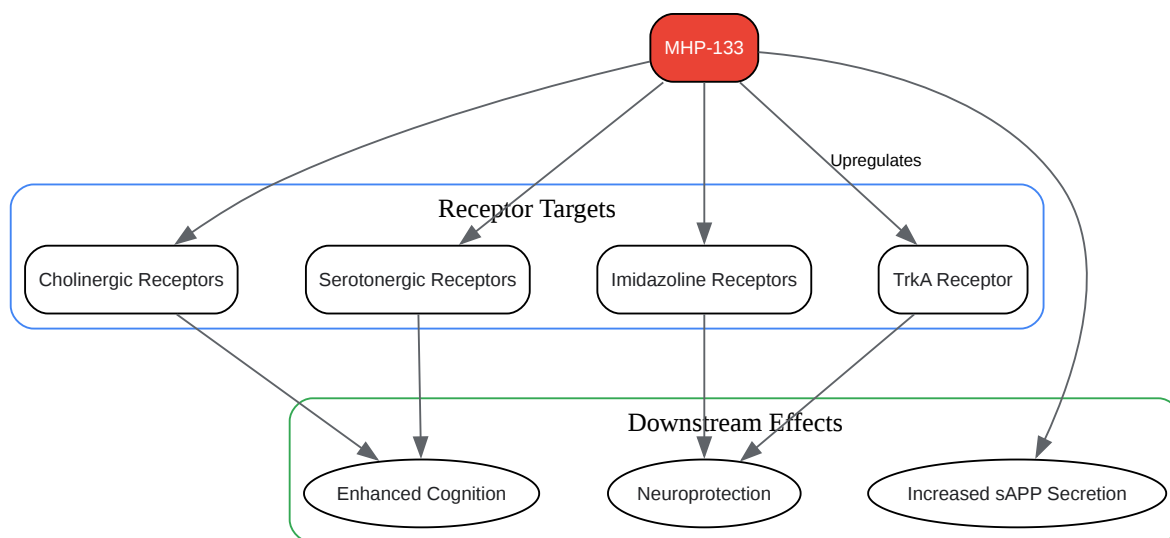 MHP-133
Upregulates
Receptor Targets
Cholinergic Receptors
Serotonergic Receptors
Imidazoline Receptors
TrkA Receptor
Downstream Effects
Enhanced Cognition
Neuroprotection
Increased sAPP Secretion